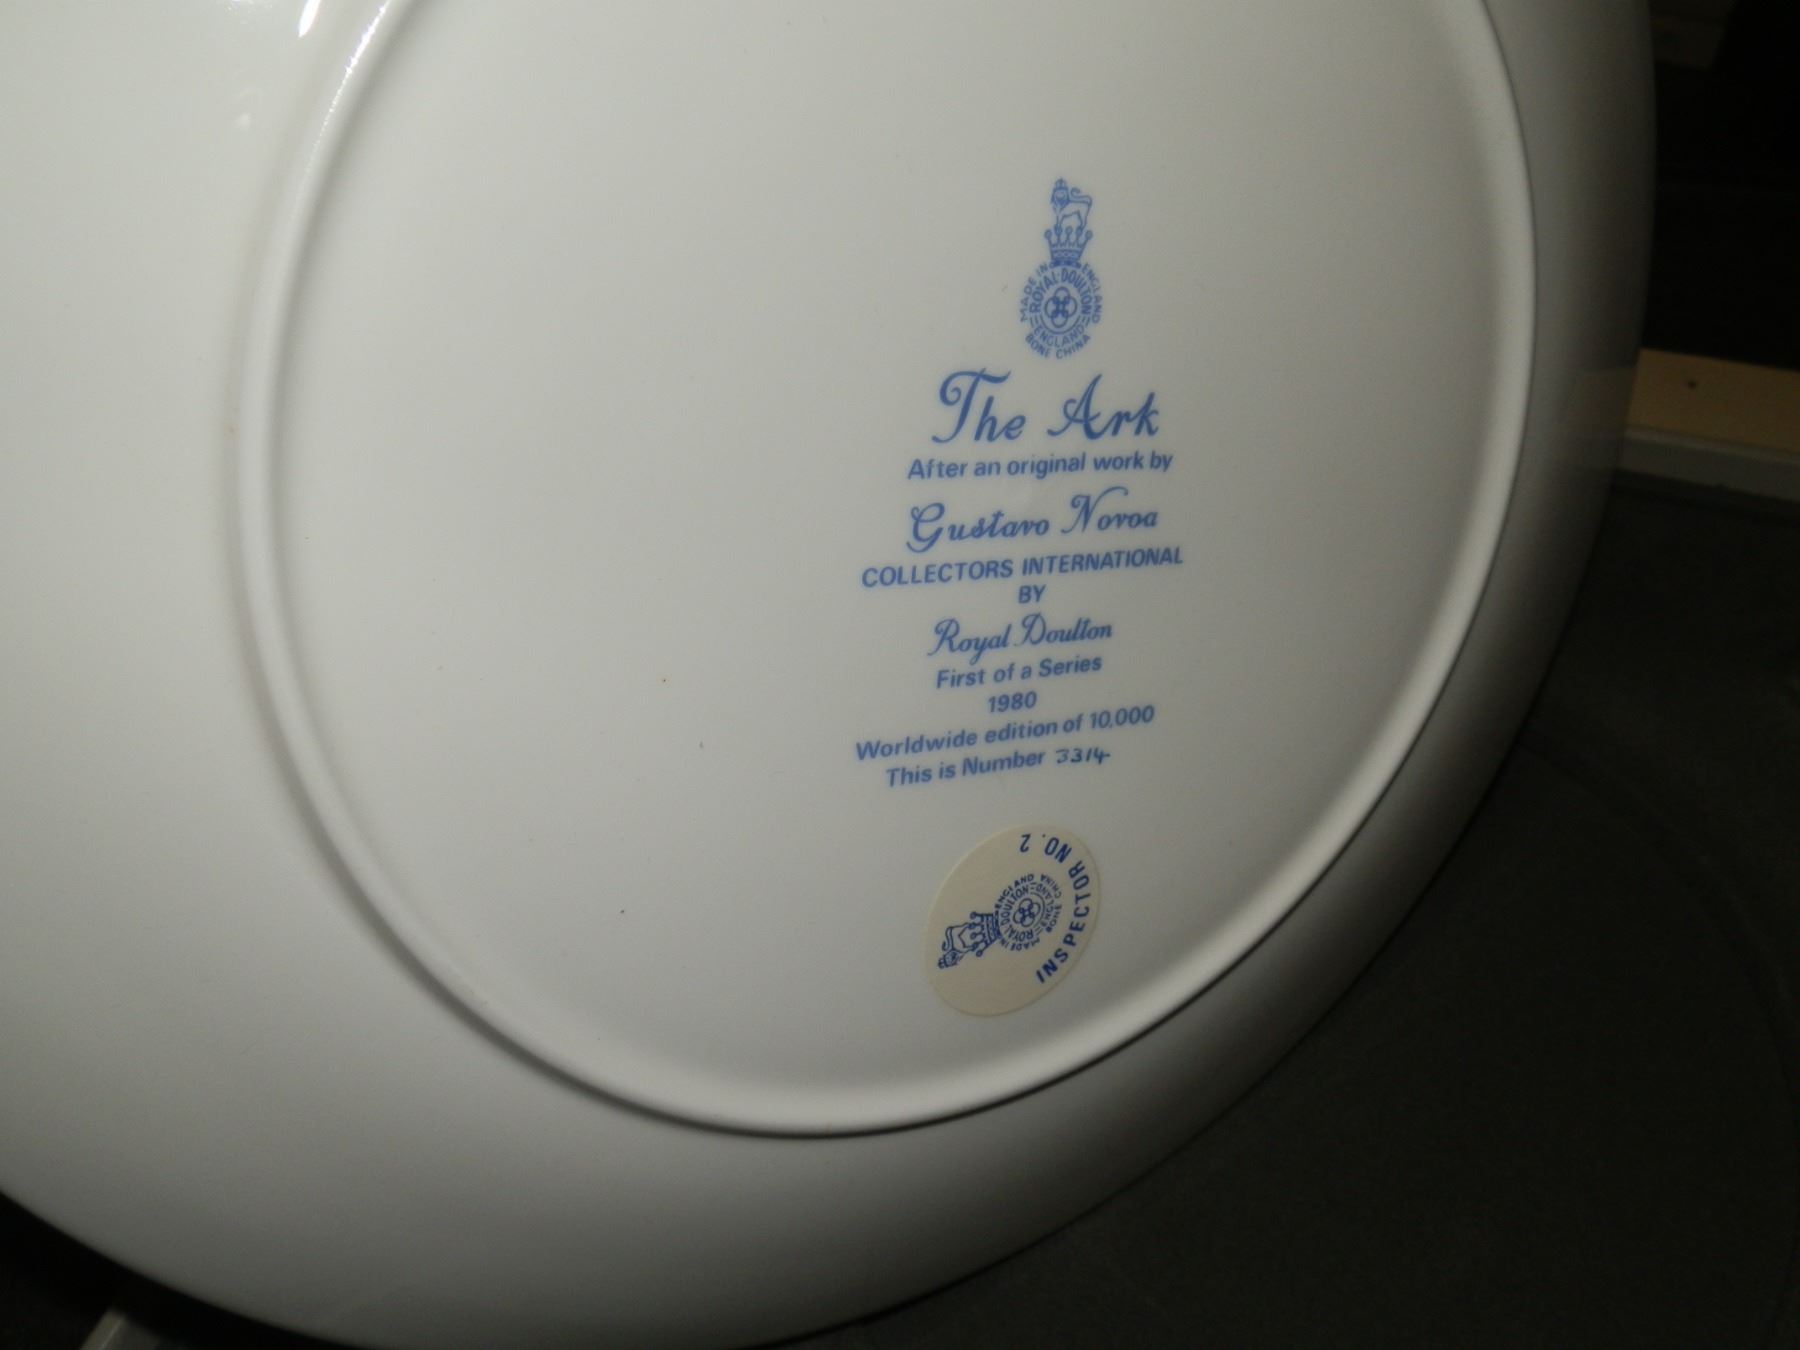 MADE IN ENGLAND
ROYAL DOULTON
ENGLAND
BONE CHINA
The Ark
After an original work by
Gustavo Novoa
COLLECTORS INTERNATIONAL
BY
Royal Doulton
First of a Series
1980
Worldwide edition of 10,000
This is Number 3314
MADE IN ENGLAND
ROYAL DOULTON
ENGLAND
BONE CHINA
INSPECTOR NO. 2